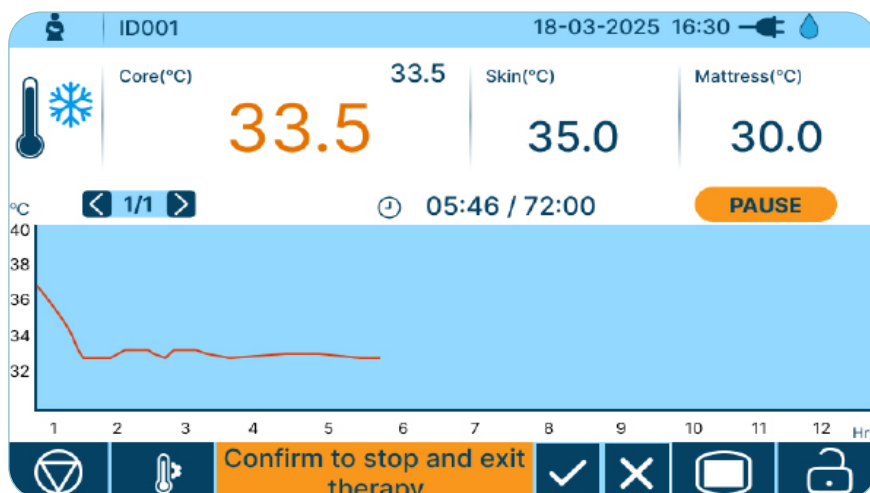 ID001
18-03-2025 16:30
Core(°C)
33.5
Skin(°C)
Mattress(°C)
33.5
35.0
30.0
°C
1/1
05:46 / 72:00
PAUSE
40
38
36
34
32
1 2 3 4 5 6 7 8 9 10 11 12 Hr
Confirm to stop and exit
therapy